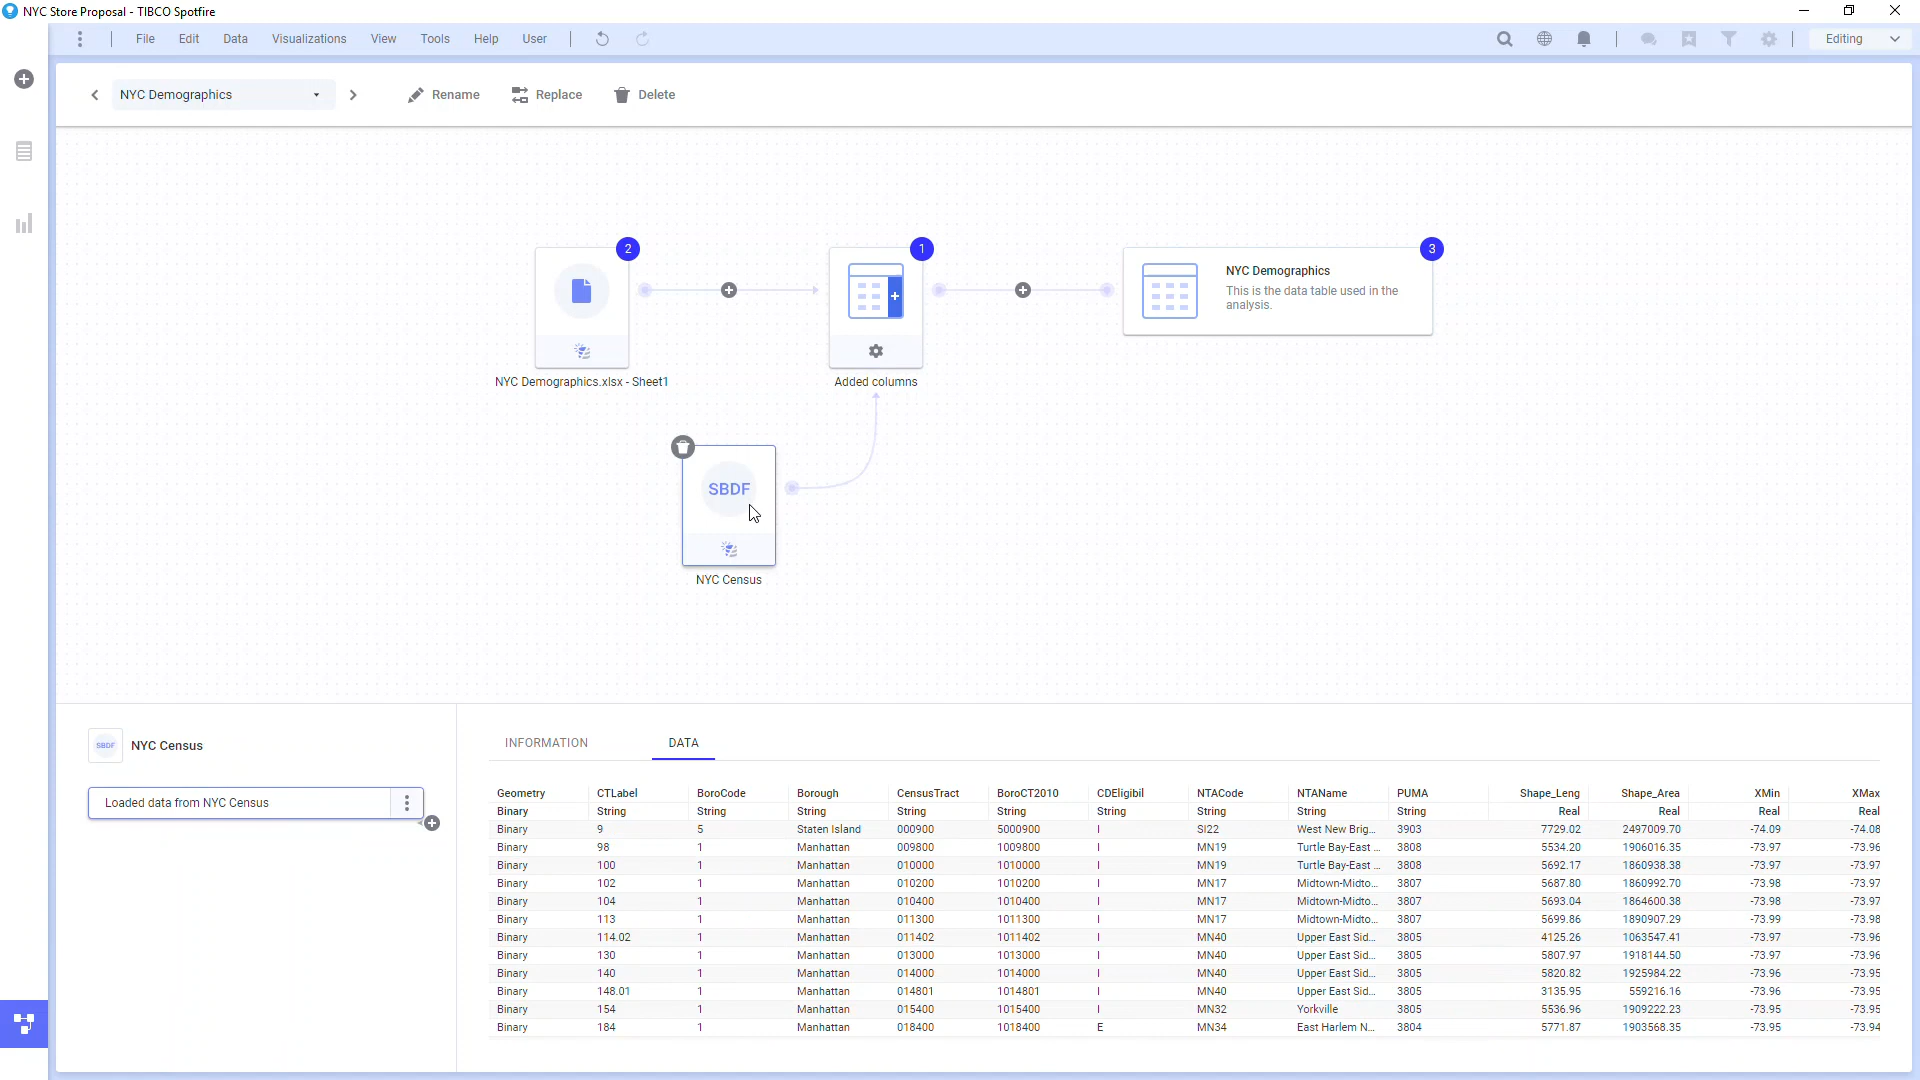 NYC Store Proposal - TIBCO Spotfire
File Edit Data Visualizations View Tools Help User Editing
NYC Demographics Rename Replace Delete
2 1 3
NYC Demographics
This is the data table used in the
analysis.
NYC Demographics.xlsx - Sheet1
Added columns
SBDF
NYC Census
SBDF NYC Census
Loaded data from NYC Census
INFORMATION DATA
Geometry CTLabel BoroCode Borough CensusTract BoroCT2010 CDEligibil NTACode NTAName PUMA Shape_Leng Shape_Area XMin XMax
Binary String String String String String String String String String Real Real Real Real
Binary 9 5 Staten Island 000900 5000900 I SI22 West New Brig... 3903 7729.02 2497009.70 -74.09 -74.08
Binary 98 1 Manhattan 009800 1009800 I MN19 Turtle Bay-East ... 3808 5534.20 1906016.35 -73.97 -73.96
Binary 100 1 Manhattan 010000 1010000 I MN19 Turtle Bay-East ... 3808 5692.17 1860938.38 -73.97 -73.97
Binary 102 1 Manhattan 010200 1010200 I MN17 Midtown-Midto... 3807 5687.80 1860992.70 -73.98 -73.97
Binary 104 1 Manhattan 010400 1010400 I MN17 Midtown-Midto... 3807 5693.04 1864600.38 -73.98 -73.97
Binary 113 1 Manhattan 011300 1011300 I MN17 Midtown-Midto... 3807 5699.86 1890907.29 -73.99 -73.98
Binary 114.02 1 Manhattan 011402 1011402 I MN40 Upper East Sid... 3805 4125.26 1063547.41 -73.97 -73.96
Binary 130 1 Manhattan 013000 1013000 I MN40 Upper East Sid... 3805 5807.97 1918144.50 -73.97 -73.96
Binary 140 1 Manhattan 014000 1014000 I MN40 Upper East Sid... 3805 5820.82 1925984.22 -73.96 -73.95
Binary 148.01 1 Manhattan 014801 1014801 I MN40 Upper East Sid... 3805 3135.95 559216.16 -73.96 -73.95
Binary 154 1 Manhattan 015400 1015400 I MN32 Yorkville 3805 5536.96 1909222.23 -73.95 -73.95
Binary 184 1 Manhattan 018400 1018400 E MN34 East Harlem N... 3804 5771.87 1903568.35 -73.95 -73.94